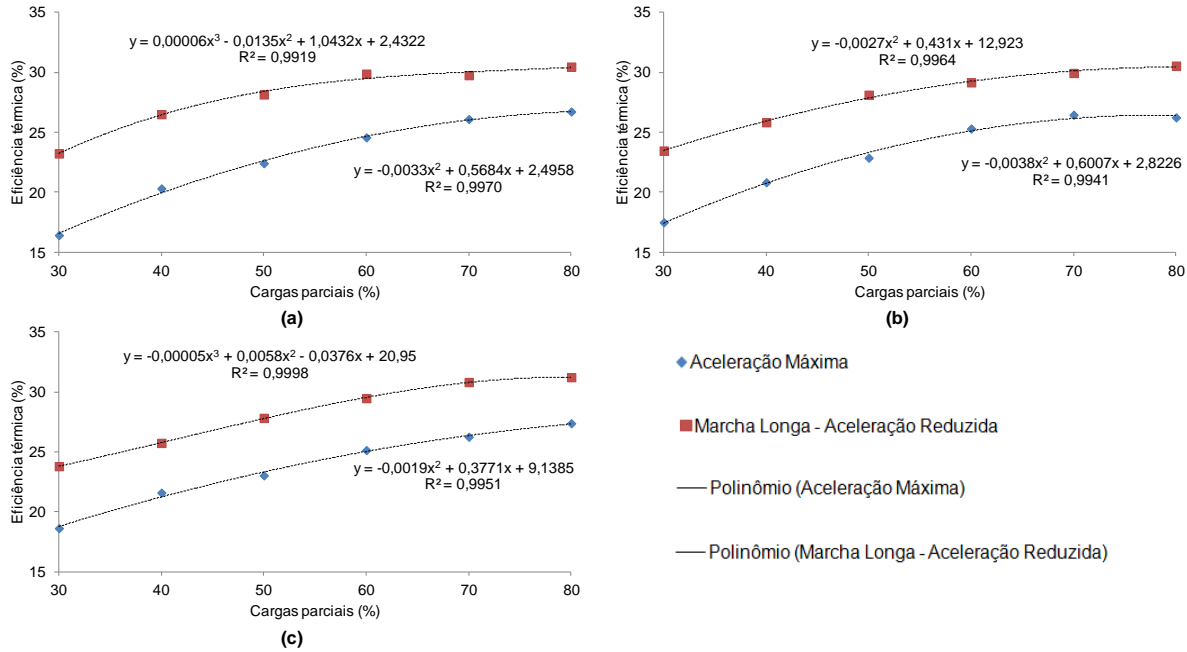 35
30
25
20
15
Eficiência térmica (%)
y = 0,00006x³ - 0,0135x² + 1,0432x + 2,4322
R² = 0,9919
y = -0,0033x² + 0,5684x + 2,4958
R² = 0,9970
30 40 50 60 70 80
Cargas parciais (%)
(a)
35
30
25
20
15
Eficiência térmica (%)
y = -0,0027x² + 0,431x + 12,923
R² = 0,9964
y = -0,0038x² + 0,6007x + 2,8226
R² = 0,9941
30 40 50 60 70 80
Cargas parciais (%)
(b)
35
30
25
20
15
Eficiência térmica (%)
y = -0,00005x³ + 0,0058x² - 0,0376x + 20,95
R² = 0,9998
y = -0,0019x² + 0,3771x + 9,1385
R² = 0,9951
30 40 50 60 70 80
Cargas parciais (%)
(c)
Aceleração Máxima
Marcha Longa - Aceleração Reduzida
Polinômio (Aceleração Máxima)
Polinômio (Marcha Longa - Aceleração Reduzida)